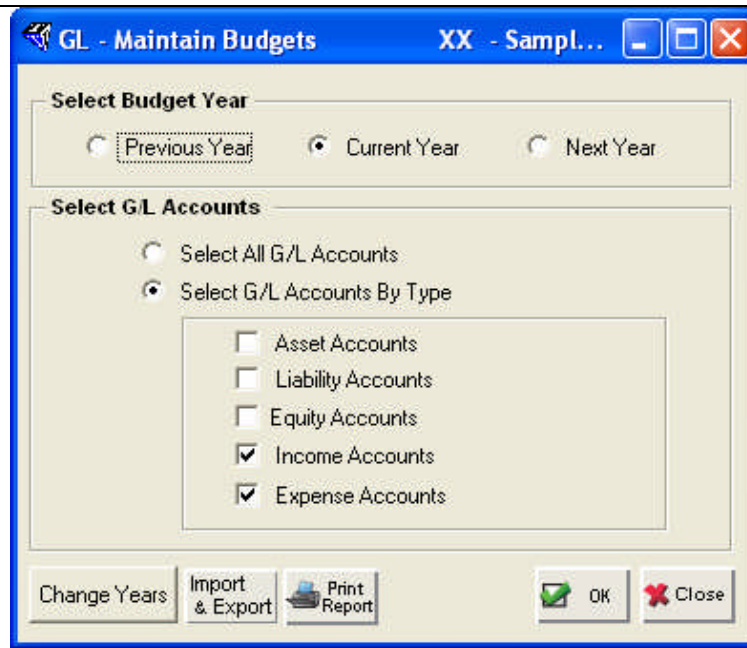 GL - Maintain Budgets XX - Sampl...
Select Budget Year
Previous Year Current Year Next Year
Select G/L Accounts
Select All G/L Accounts
Select G/L Accounts By Type
Asset Accounts
Liability Accounts
Equity Accounts
Income Accounts
Expense Accounts
Change Years Import & Export Print Report OK Close